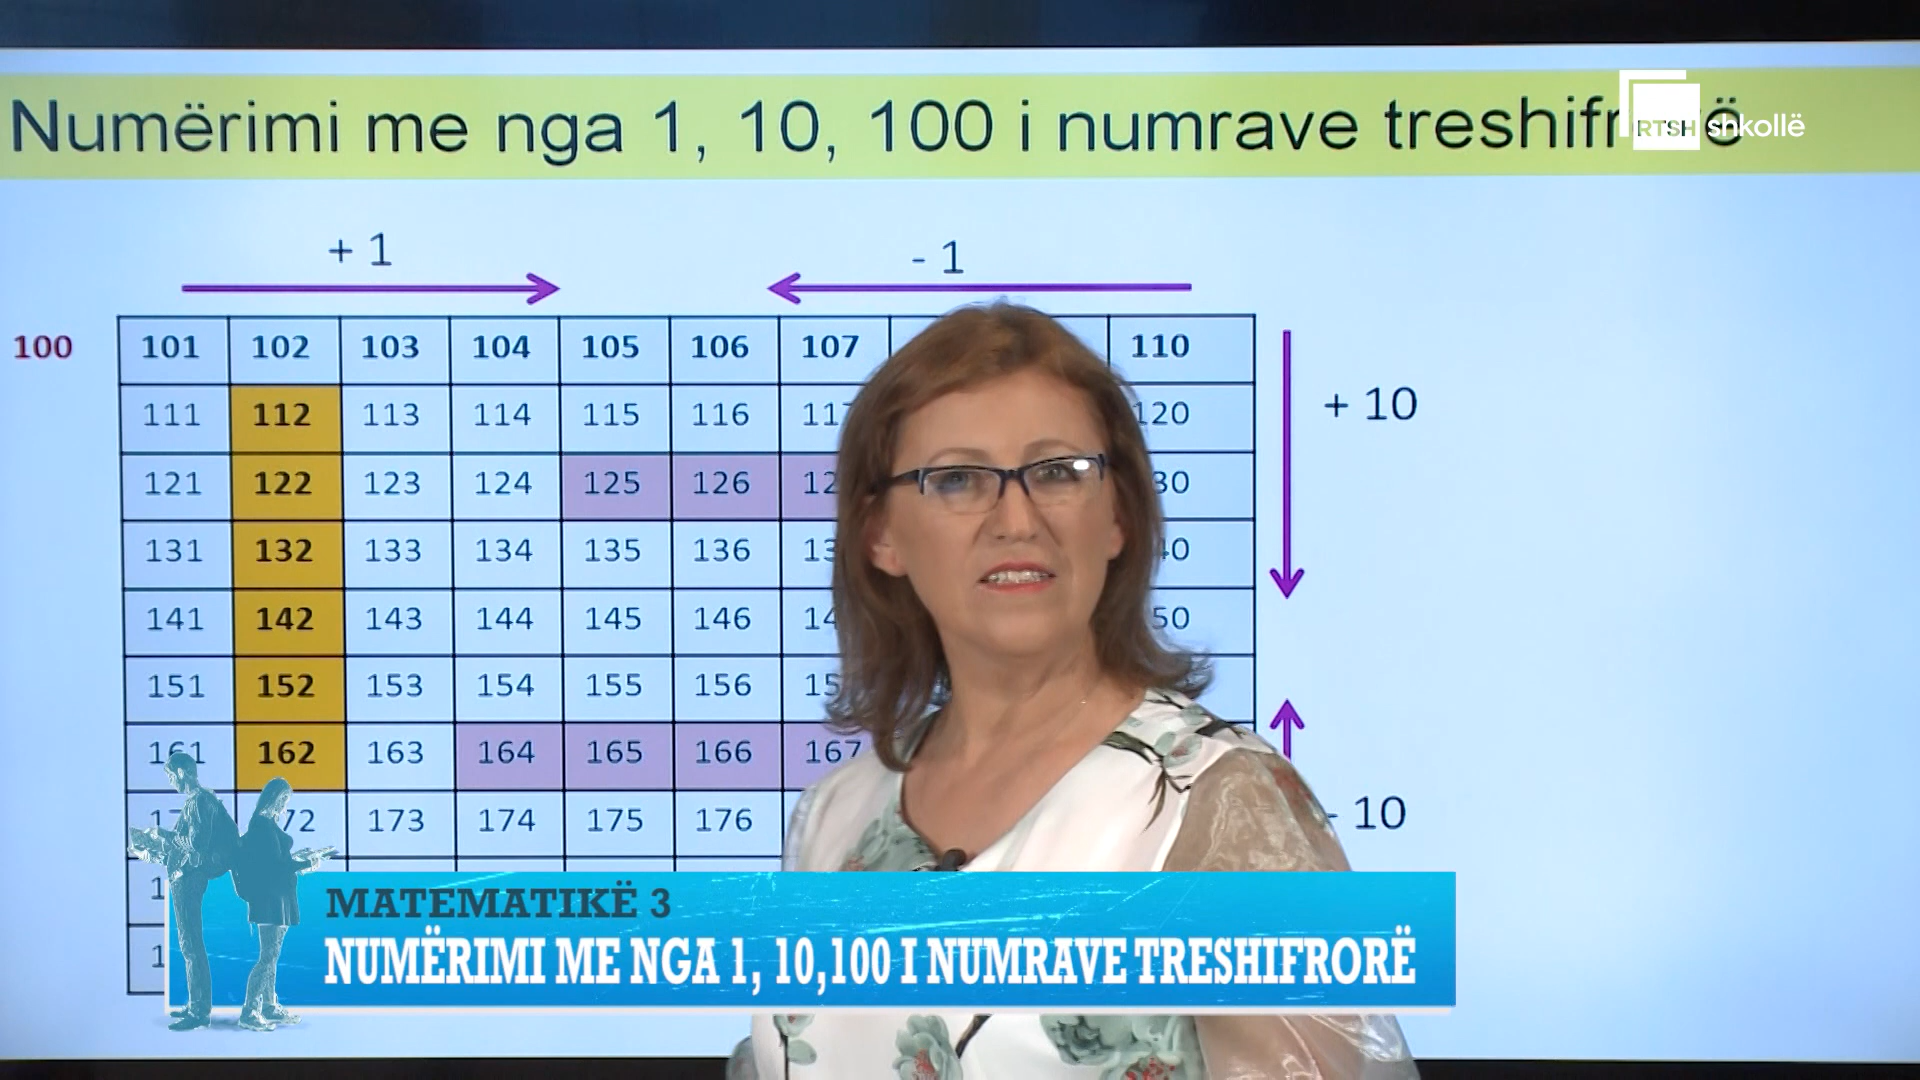 Numërimi me nga 1, 10, 100 i numrave treshifrorë
RTSH shkollë
+ 1
- 1
100 101 102 103 104 105 106 107 110
111 112 113 114 115 116 120
+ 10
121 122 123 124 125 126
131 132 133 134 135 136
141 142 143 144 145 146
151 152 153 154 155 156
161 162 163 164 165 166 167
173 174 175 176
- 10
MATEMATIKË 3
NUMËRIMI ME NGA 1, 10,100 I NUMRAVE TRESHIFRORË